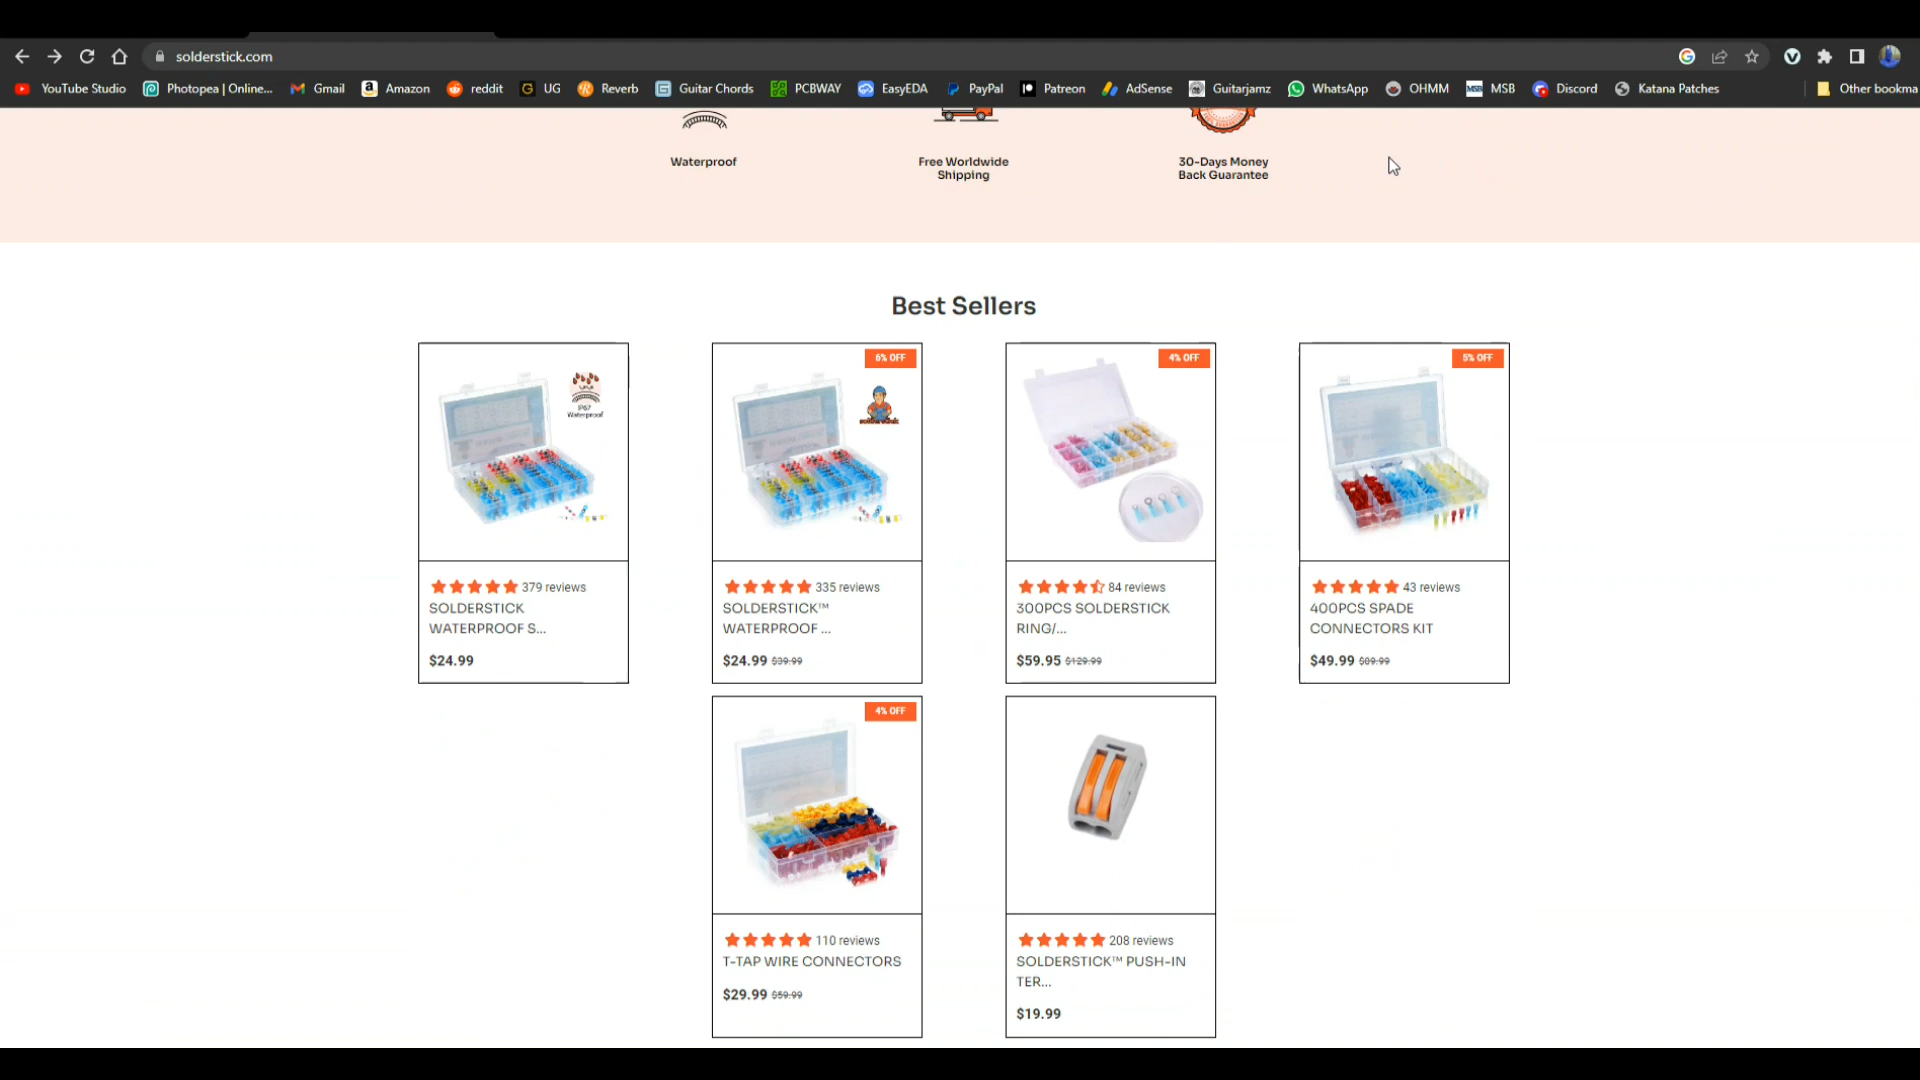 solderstick.com
YouTube Studio
Photopea | Online...
Gmail
Amazon
reddit
UG
Reverb
Guitar Chords
PCBWAY
EasyEDA
PayPal
Patreon
AdSense
Guitarjamz
WhatsApp
OHMM
MSB
Discord
Katana Patches
Other bookma
Waterproof
Free Worldwide
Shipping
30-Days Money
Back Guarantee
Best Sellers
IP67
Waterproof
379 reviews
SOLDERSTICK
WATERPROOF S...
$24.99
6% OFF
solderstick
335 reviews
SOLDERSTICK™
WATERPROOF ...
$24.99 $39.99
4% OFF
84 reviews
300PCS SOLDERSTICK
RING/...
$59.95 $129.99
5% OFF
43 reviews
400PCS SPADE
CONNECTORS KIT
$49.99 $89.99
4% OFF
110 reviews
T-TAP WIRE CONNECTORS
$29.99 $59.99
208 reviews
SOLDERSTICK™ PUSH-IN
TER...
$19.99